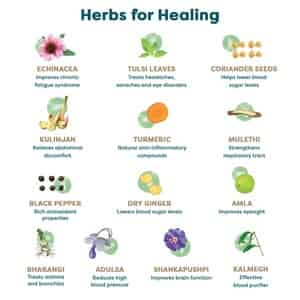 Herbs for Healing
ECHINACEA
Improves chronic
fatigue syndrome
TULSI LEAVES
Treats headaches,
earaches and eye disorders
CORIANDER SEEDS
Helps lower blood
sugar levels
KULINJAN
Relieves abdominal
discomfort
TURMERIC
Natural anti-inflammatory
compounds
MULETHI
Strengthens
respiratory tract
BLACK PEPPER
Rich antioxidant
properties
DRY GINGER
Lowers blood sugar levels
AMLA
Improves eyesight
BHARANGI
Treats asthma
and bronchitis
ADULSA
Reduces high
blood pressure
SHANKAPUSHPI
Improves brain function
KALMEGH
Effective
blood purifier